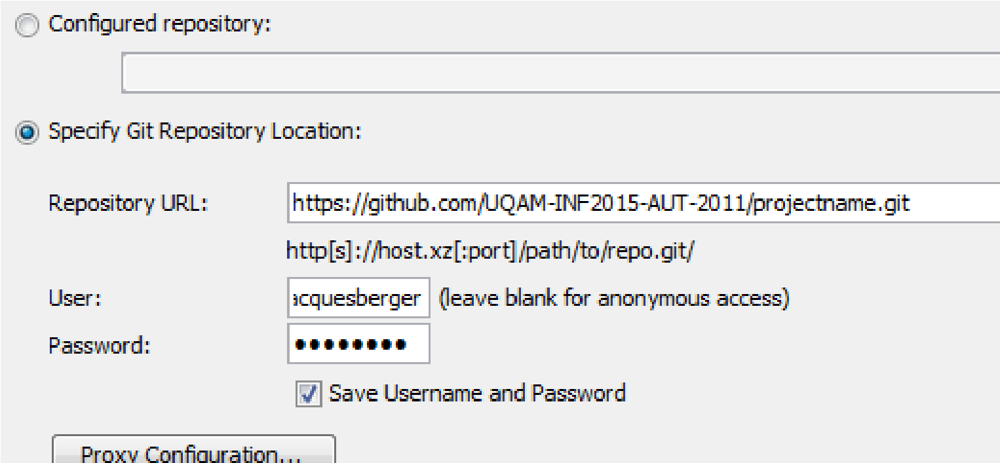 Configured repository:
Specify Git Repository Location:
Repository URL: https://github.com/UQAM-INF2015-AUT-2011/projectname.git
http[s]://host.xz[:port]/path/to/repo.git/
User: acquesberger (leave blank for anonymous access)
Password: ●●●●●●●●
Save Username and Password
Proxy Configuration...